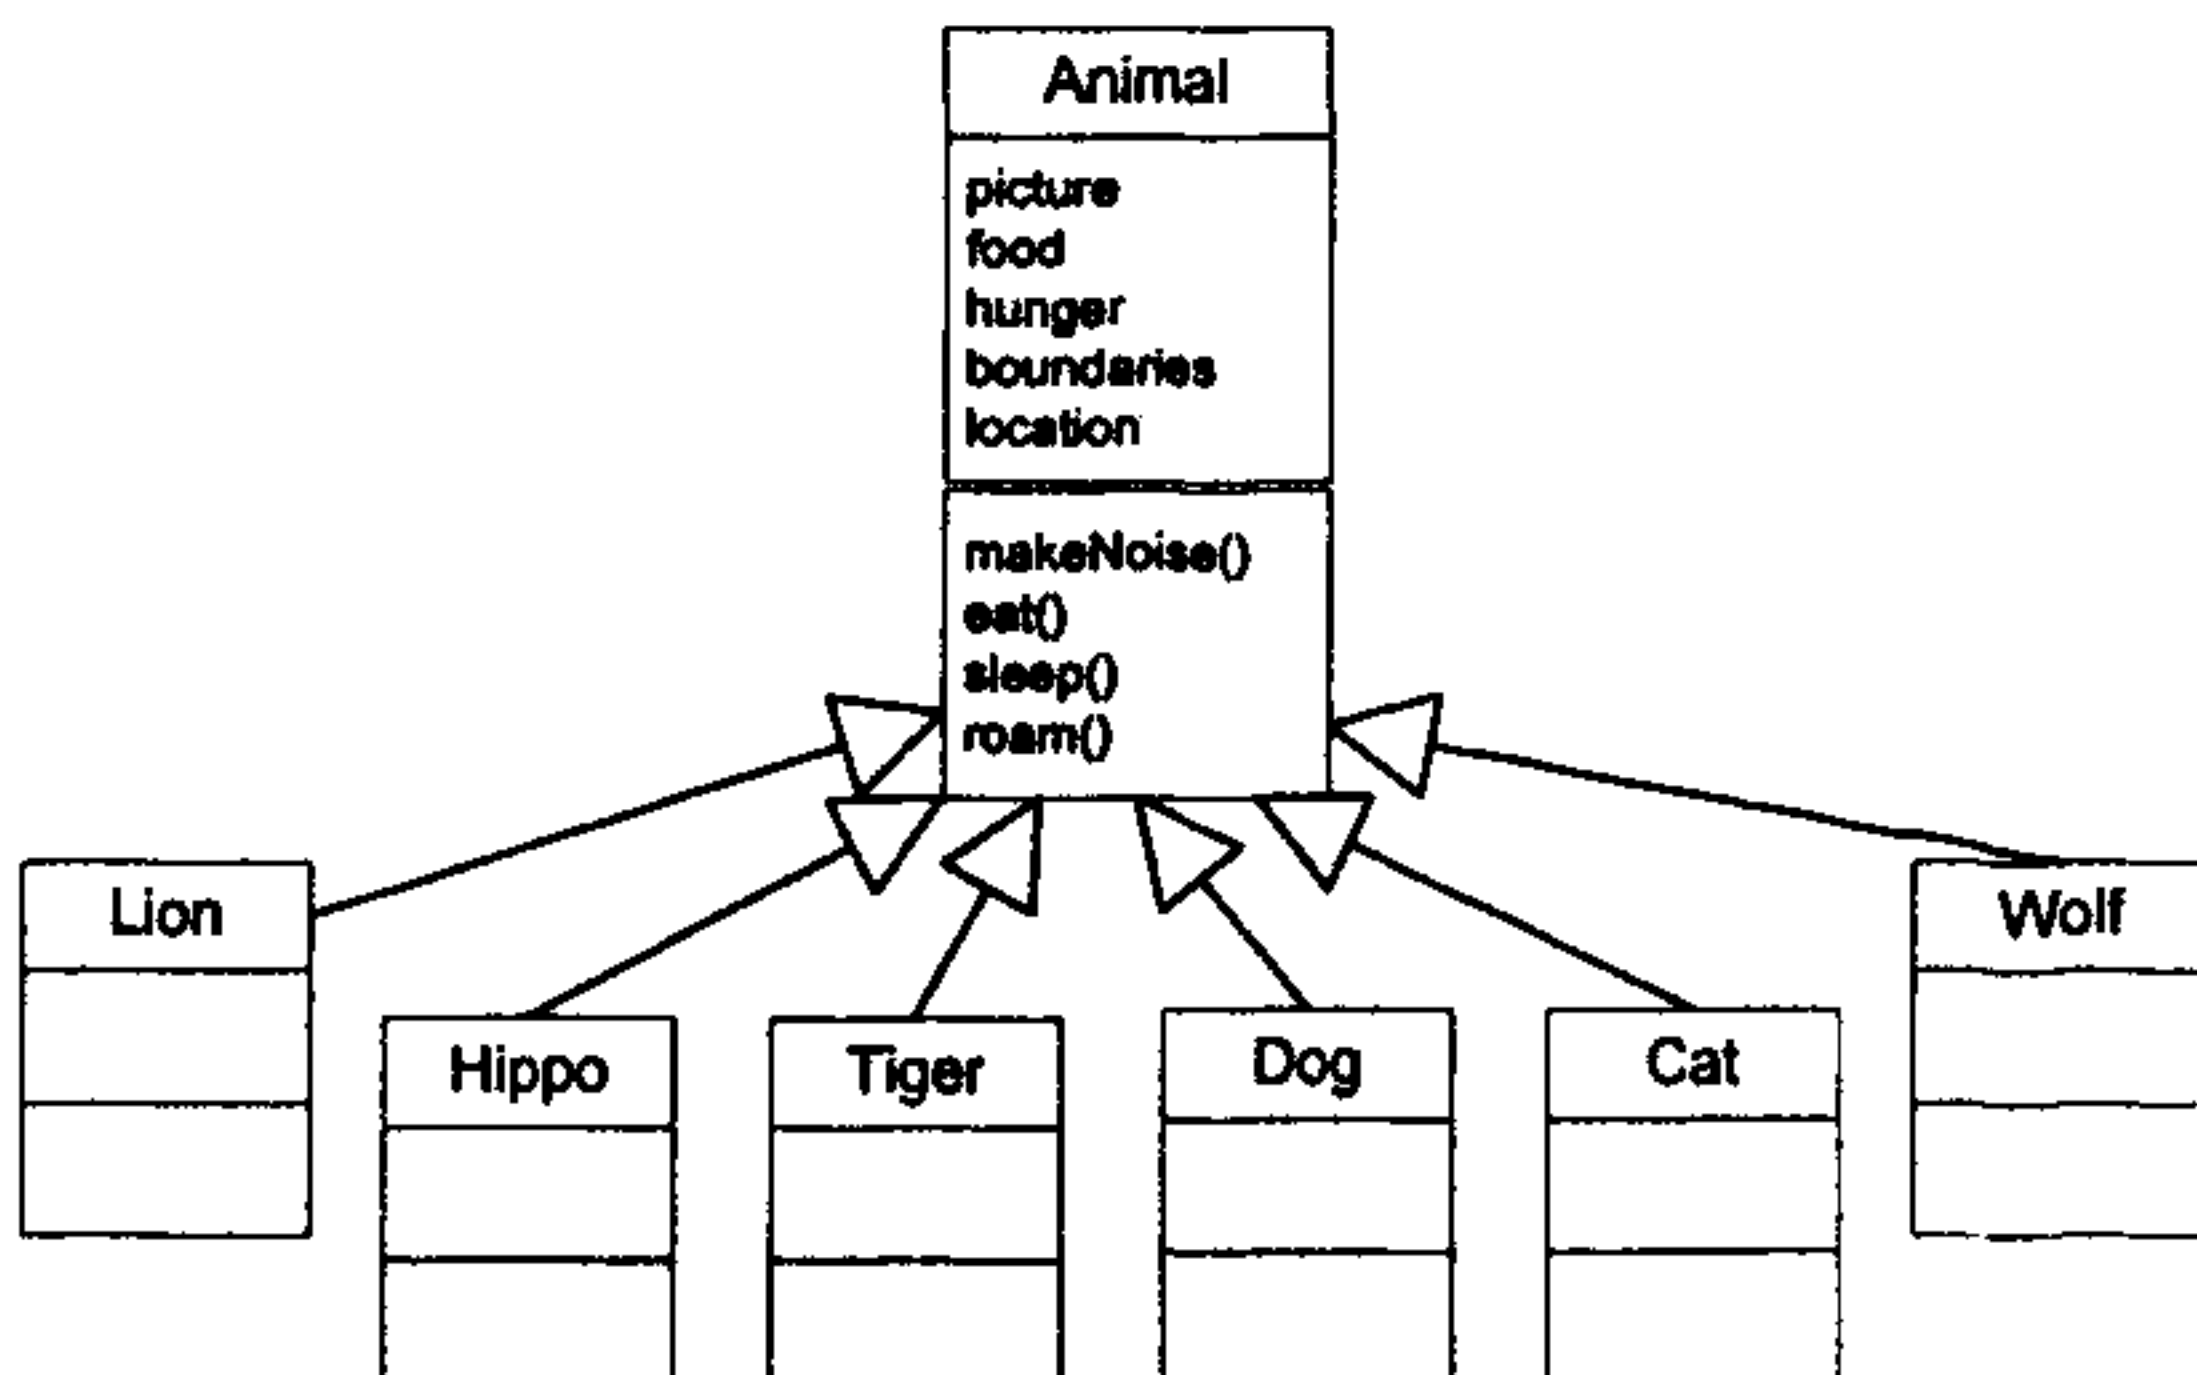 Animal
picture
food
hunger
boundaries
location
makeNoise()
eat()
sleep()
roam()
Lion
Wolf
Hippo
Tiger
Dog
Cat